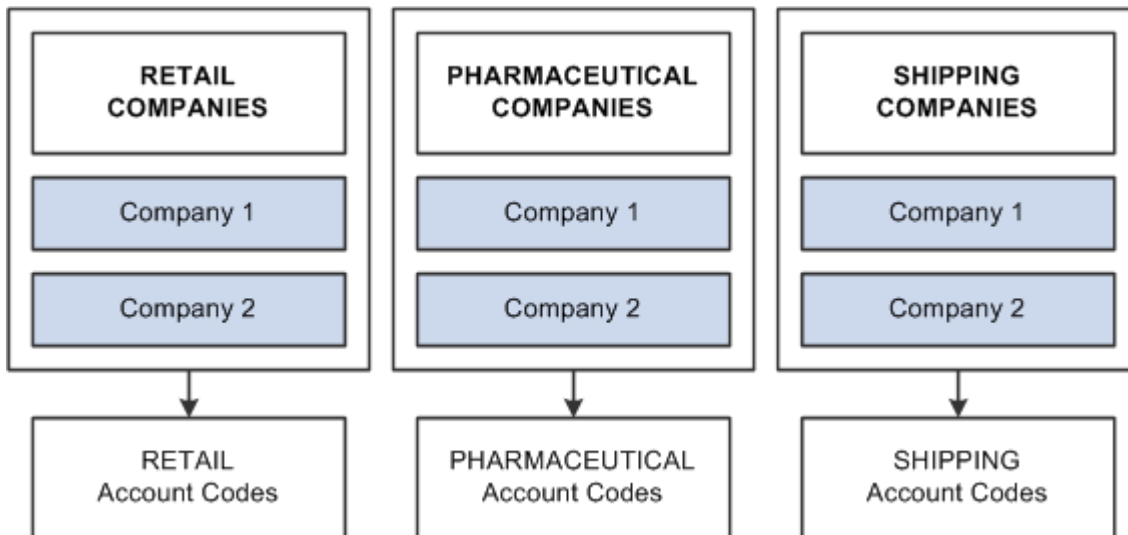 RETAIL
COMPANIES
Company 1
Company 2
RETAIL
Account Codes
PHARMACEUTICAL
COMPANIES
Company 1
Company 2
PHARMACEUTICAL
Account Codes
SHIPPING
COMPANIES
Company 1
Company 2
SHIPPING
Account Codes